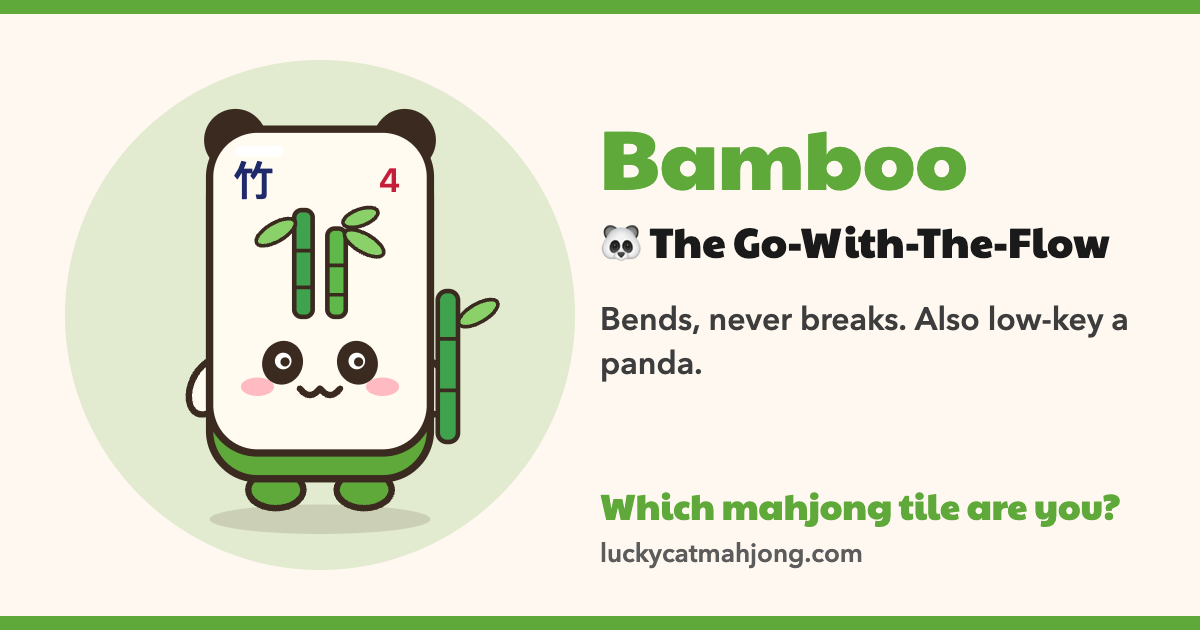 竹 4
Bamboo
🐼 The Go-With-The-Flow
Bends, never breaks. Also low-key a
panda.
Which mahjong tile are you?
luckycatmahjong.com